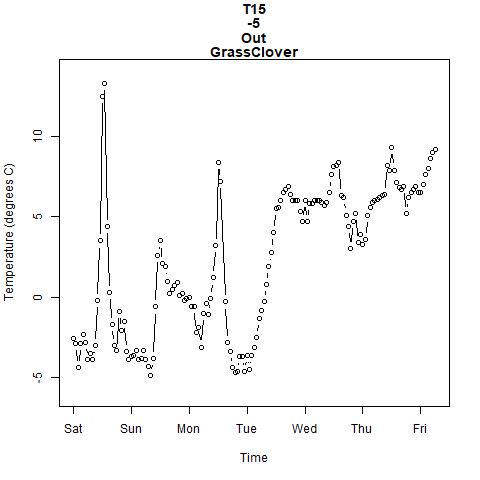 T15
-5
Out
GrassClover
Temperature (degrees C)
10
5
0
-5
Sat Sun Mon Tue Wed Thu Fri
Time